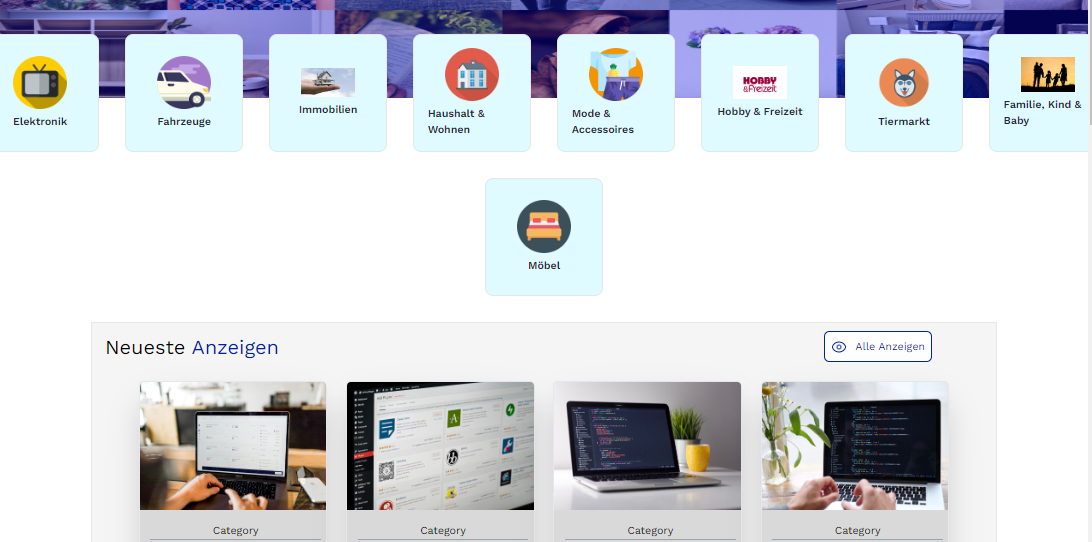 Elektronik
Fahrzeuge
Immobilien
Haushalt &
Wohnen
Mode &
Accessoires
HOBBY
&Freizeit
Hobby & Freizeit
Tiermarkt
Familie, Kind &
Baby
Möbel
Neueste Anzeigen
Alle Anzeigen
Category
Category
Category
Category